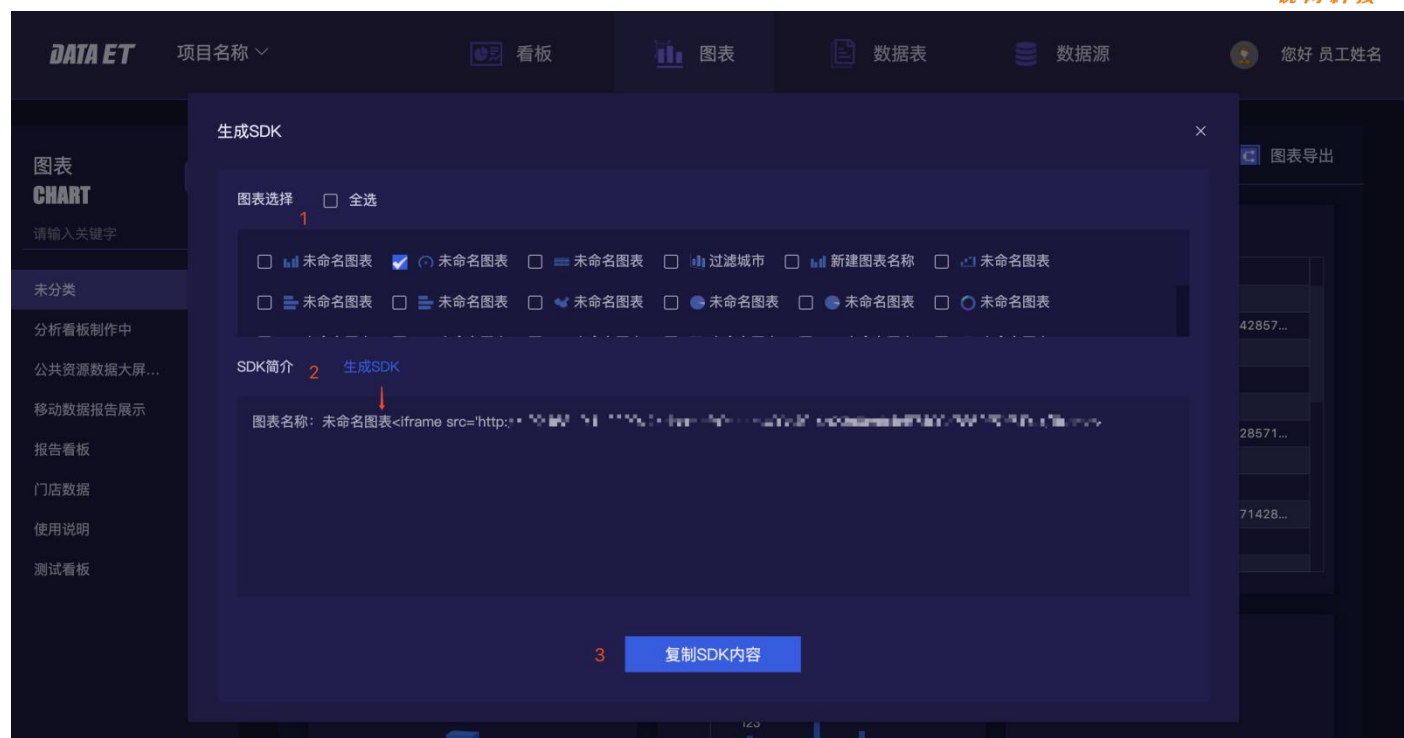 DATA ET 项目名称 看板 图表 数据表 数据源 您好 员工姓名
生成SDK ×
图表
CHART
图表导出
请输入关键字
未分类
分析看板制作中
公共资源数据大屏...
移动数据报告展示
报告看板
门店数据
使用说明
测试看板
图表选择 全选
1
未命名图表 未命名图表 未命名图表 过滤城市 新建图表名称 未命名图表
未命名图表 未命名图表 未命名图表 未命名图表 未命名图表 未命名图表
SDK简介 2 生成SDK
图表名称：未命名图表<iframe src='http:
3 复制SDK内容
42857...
28571...
71428...
123